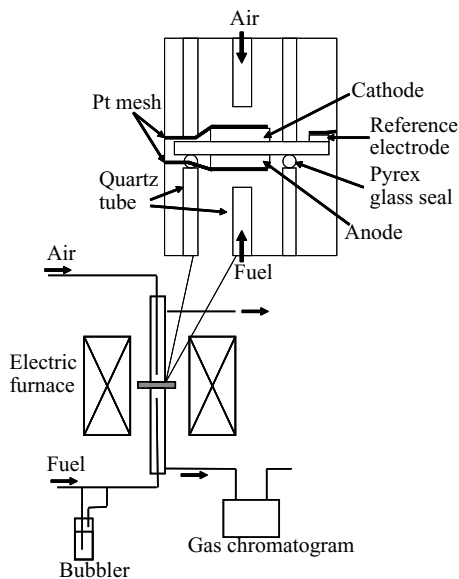 Air
Pt mesh
Cathode
Reference
electrode
Quartz
tube
Pyrex
glass seal
Anode
Fuel
Air
Electric
furnace
Fuel
Bubbler
Gas chromatogram